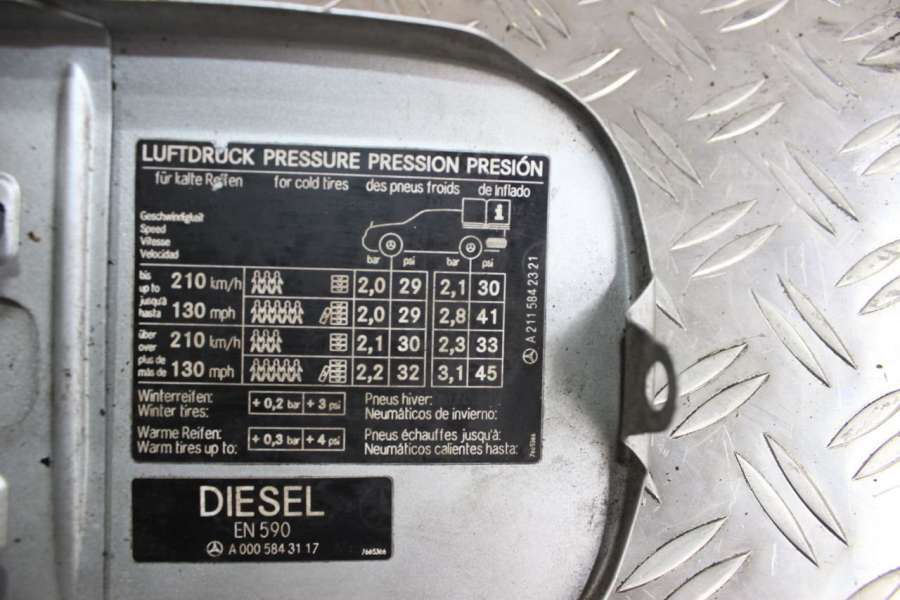 LUFTDRUCK PRESSURE PRESSION PRESIÓN
für kalte Reifen for cold tires des pneus froids de inflado
i
Geschwindigkeit
Speed
Vitesse
Velocidad
bar psi bar psi
bis
up to 210 km/h 2,0 29 2,1 30
jusqu'à
hasta 130 mph 2,0 29 2,8 41
über
over 210 km/h 2,1 30 2,3 33
plus de
más de 130 mph 2,2 32 3,1 45
Winterreifen: Pneus hiver:
Winter tires: +0,2 bar +3 psi Neumáticos de invierno:
Warme Reifen: Pneus échauffes jusqu'à:
Warm tires up to: +0,3 bar +4 psi Neumáticos calientes hasta:
A 211 584 23 21
DIESEL
EN 590
A 000 584 31 17